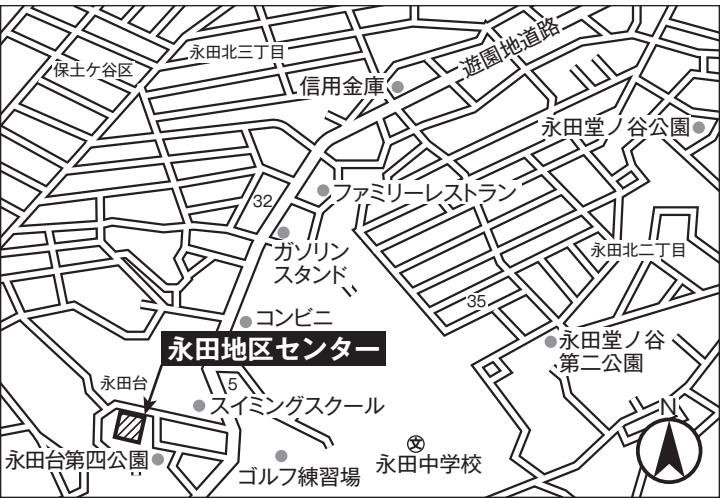 永田北三丁目
遊園地道路
保土ケ谷区
信用金庫
永田堂ノ谷公園
ファミリーレストラン
32
ガソリン
スタンド
永田北二丁目
35
コンビニ
永田地区センター
永田堂ノ谷
第二公園
永田台
5
スイミングスクール
N
文
永田台第四公園
ゴルフ練習場
永田中学校